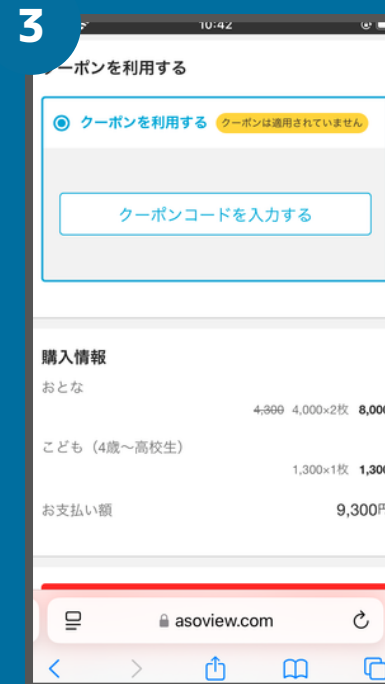 3
10:42
クーポンを利用する
クーポンを利用する クーポンは適用されていません
クーポンコードを入力する
購入情報
おとな
4,300 4,000×2枚 8,000
こども（4歳〜高校生）
1,300×1枚 1,300
お支払い額 9,300円
asoview.com